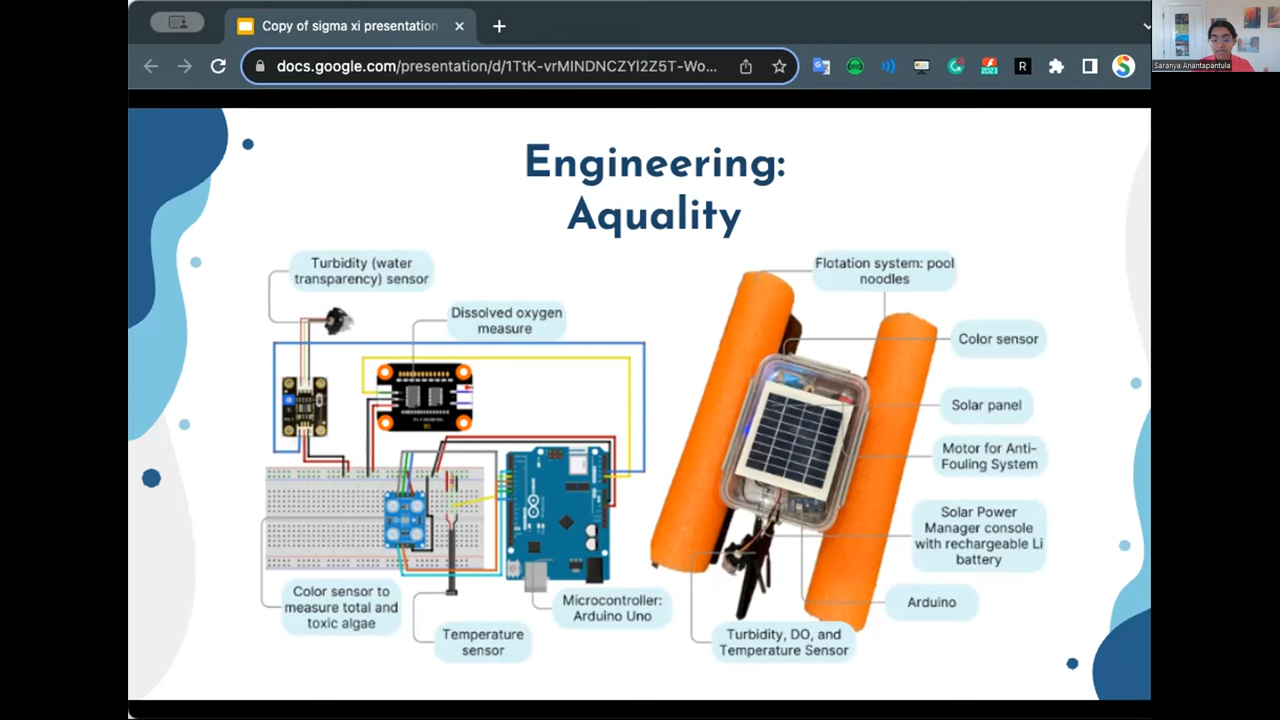 Copy of sigma xi presentation
docs.google.com/presentation/d/1TtK-vrMINDNCZYI2Z5T-Wo...
R
Saranya Anantapantula
Engineering:
Aquality
Turbidity (water
transparency) sensor
Dissolved oxygen
measure
Color sensor to
measure total and
toxic algae
Temperature
sensor
Microcontroller:
Arduino Uno
Flotation system: pool
noodles
Color sensor
Solar panel
Motor for Anti-
Fouling System
Solar Power
Manager console
with rechargeable Li
battery
Arduino
Turbidity, DO, and
Temperature Sensor